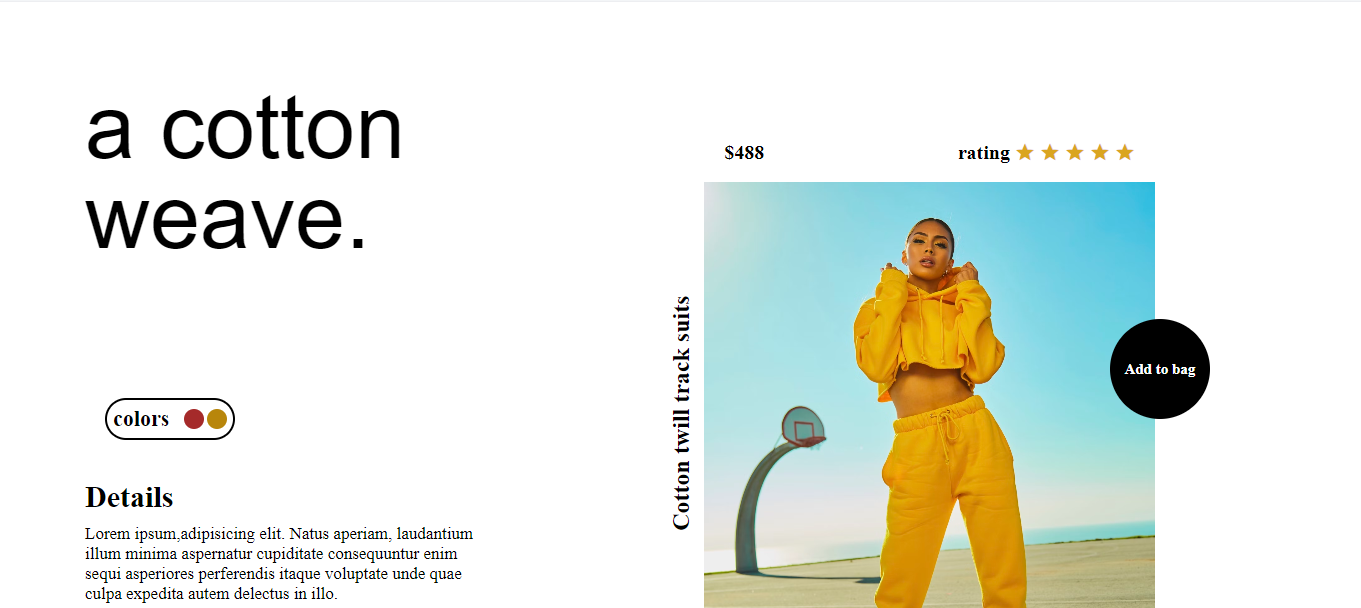 a cotton
weave.
colors
Details
Lorem ipsum,adipisicing elit. Natus aperiam, laudantium
illum minima aspernatur cupiditate consequuntur enim
sequi asperiores perferendis itaque voluptate unde quae
culpa expedita autem delectus in illo.
$488
rating
Cotton twill track suits
Add to bag